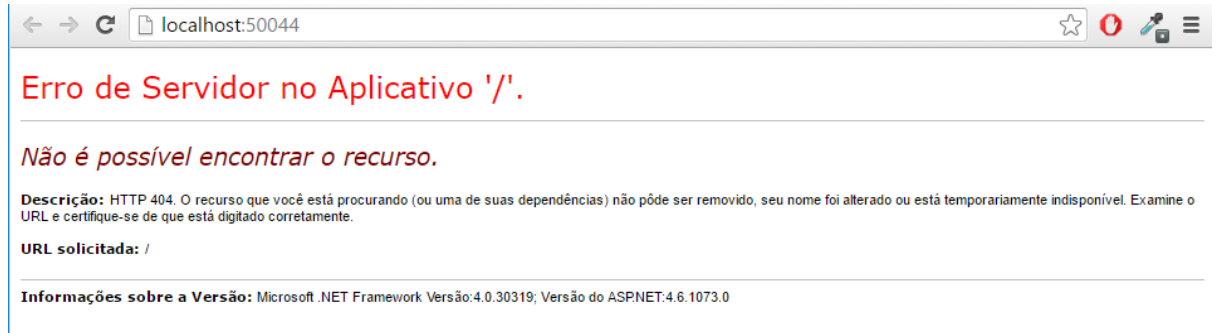 localhost:50044
Erro de Servidor no Aplicativo '/'.
Não é possível encontrar o recurso.
Descrição: HTTP 404. O recurso que você está procurando (ou uma de suas dependências) não pôde ser removido, seu nome foi alterado ou está temporariamente indisponível. Examine o
URL e certifique-se de que está digitado corretamente.
URL solicitada: /
Informações sobre a Versão: Microsoft .NET Framework Versão:4.0.30319; Versão do ASP.NET:4.6.1073.0